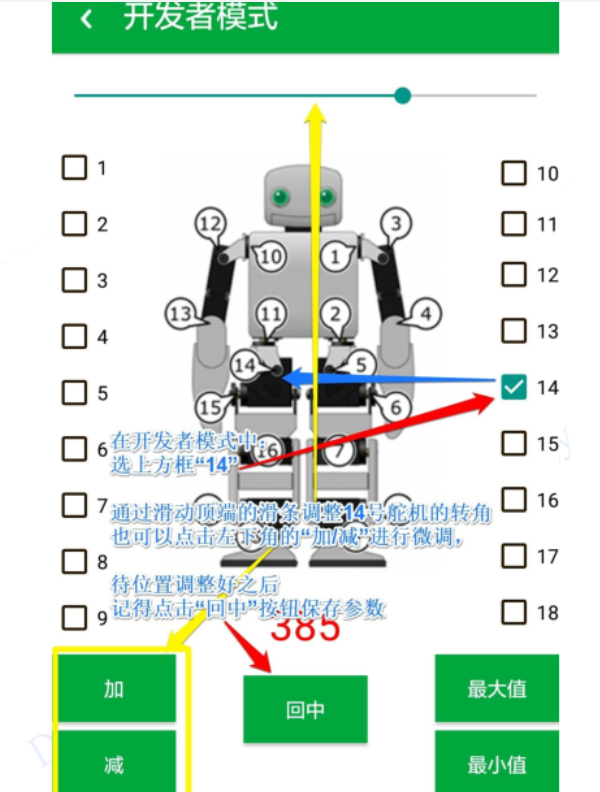 开发者模式
1
10
2
11
12
3
10
1
3
12
13
11
2
4
4
13
14
5
14
5
15
6
在开发者模式中,
选上方框“14”
6
16
7
15
7
通过滑动顶端的滑条调整14号舵机的转角
也可以点击左下角的“加/减”进行微调,
16
8
17
待位置调整好之后
记得点击“回中”按钮保存参数
9
18
385
加
回中
最大值
减
最小值